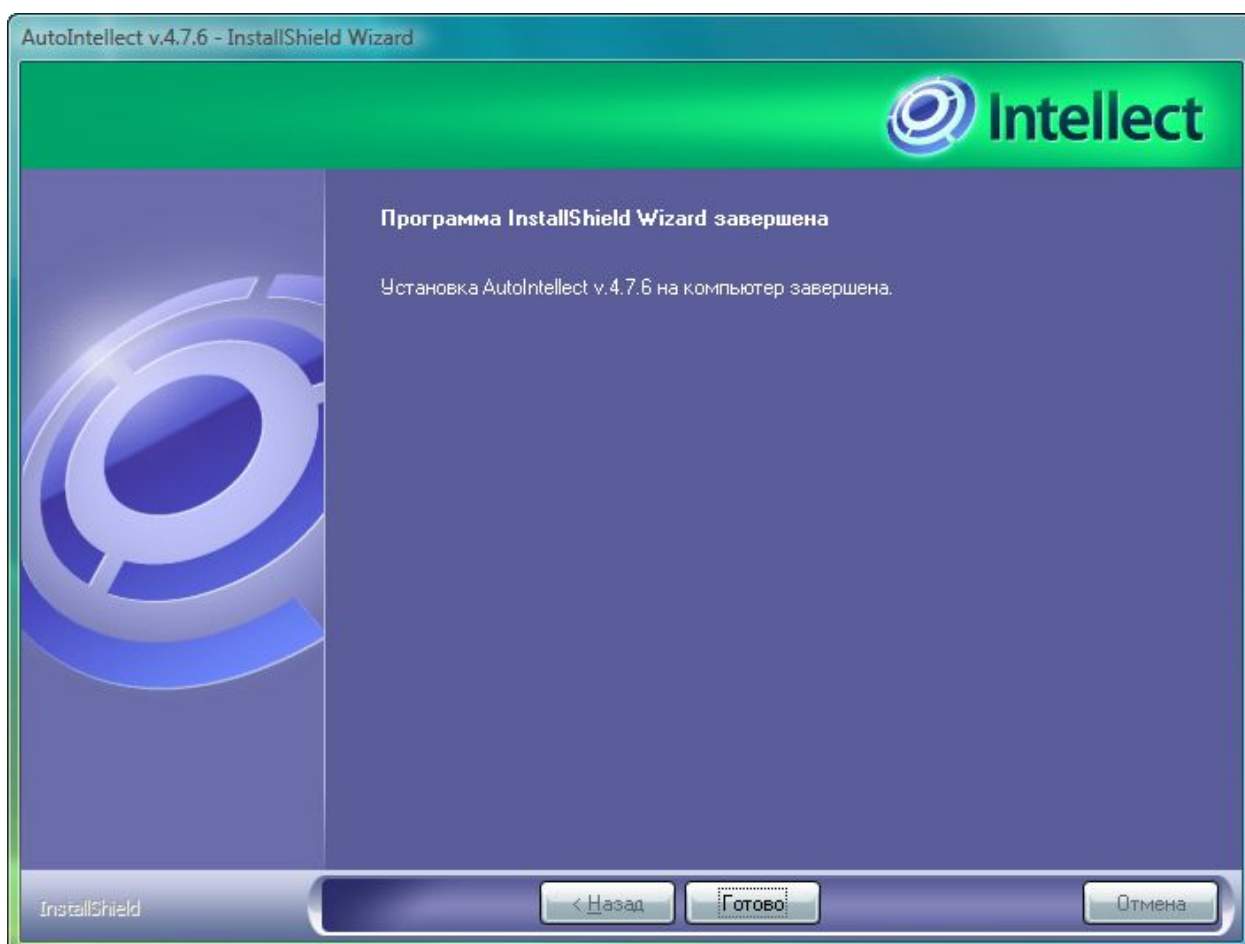 AutoIntellect v.4.7.6 - InstallShield Wizard
Intellect
Программа InstallShield Wizard завершена
Установка AutoIntellect v.4.7.6 на компьютер завершена.
InstallShield
< Назад
Готово
Отмена